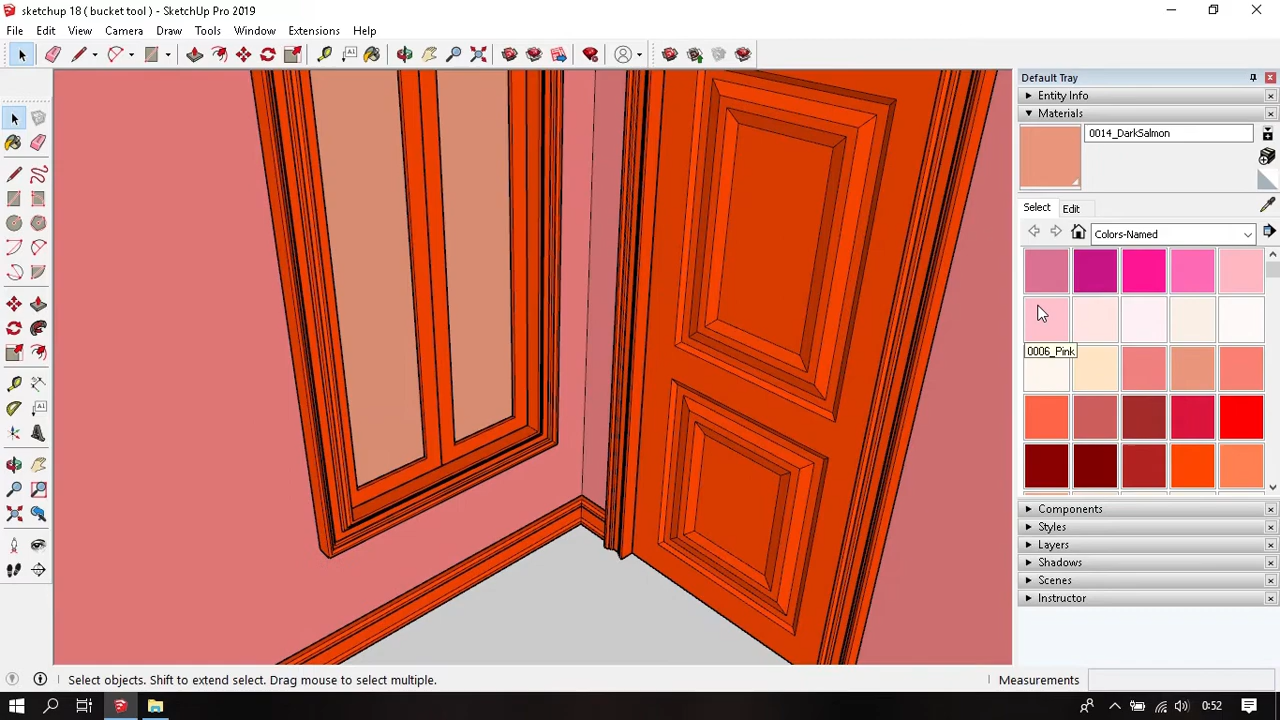 sketchup 18 ( bucket tool ) - SketchUp Pro 2019
File Edit View Camera Draw Tools Window Extensions Help
Default Tray
Entity Info
Materials
0014_DarkSalmon
Select Edit
Colors-Named
0006_Pink
Components
Styles
Layers
Shadows
Scenes
Instructor
Select objects. Shift to extend select. Drag mouse to select multiple.
Measurements
0:52